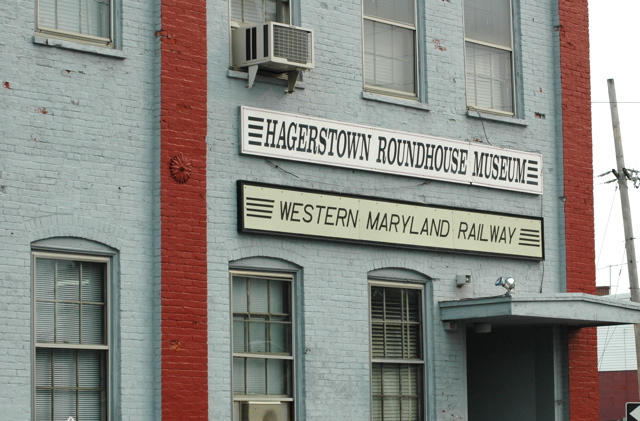 HAGERSTOWN ROUNDHOUSE MUSEUM
WESTERN MARYLAND RAILWAY